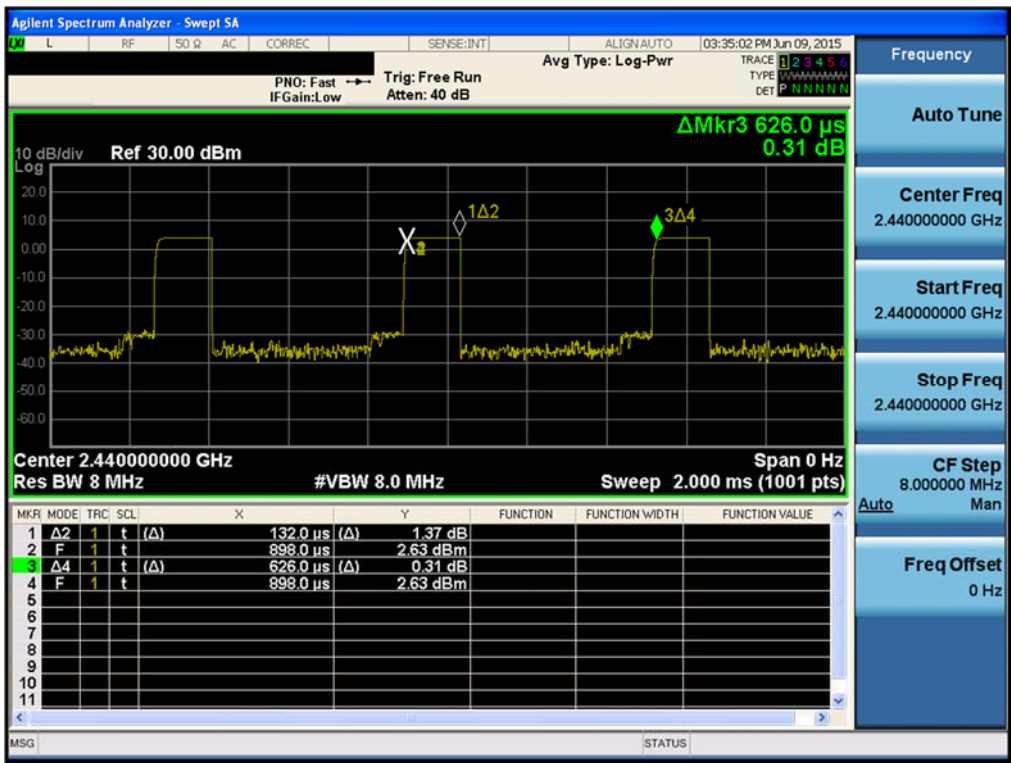 Agilent Spectrum Analyzer - Swept SA
LXI L RF 50 Ω AC CORREC SENSE:INT ALIGN AUTO 03:35:02 PM Jun 09, 2015
Avg Type: Log-Pwr
TRACE 1 2 3 4 5 6
TYPE
DET P N N N N N
PNO: Fast
IFGain:Low
Trig: Free Run
Atten: 40 dB
ΔMkr3 626.0 µs
0.31 dB
10 dB/div
Log
Ref 30.00 dBm
20.0
10.0
0.00
-10.0
-20.0
-30.0
-40.0
-50.0
-60.0
1Δ2
3Δ4
Center 2.440000000 GHz
Span 0 Hz
Res BW 8 MHz
#VBW 8.0 MHz
Sweep 2.000 ms (1001 pts)
MKR MODE TRC SCL X Y FUNCTION FUNCTION WIDTH FUNCTION VALUE
1 Δ2 1 t (Δ) 132.0 µs (Δ) 1.37 dB
2 F 1 t 898.0 µs 2.63 dBm
3 Δ4 1 t (Δ) 626.0 µs (Δ) 0.31 dB
4 F 1 t 898.0 µs 2.63 dBm
5
6
7
8
9
10
11
MSG
STATUS
Frequency
Auto Tune
Center Freq
2.440000000 GHz
Start Freq
2.440000000 GHz
Stop Freq
2.440000000 GHz
CF Step
8.000000 MHz
Auto Man
Freq Offset
0 Hz